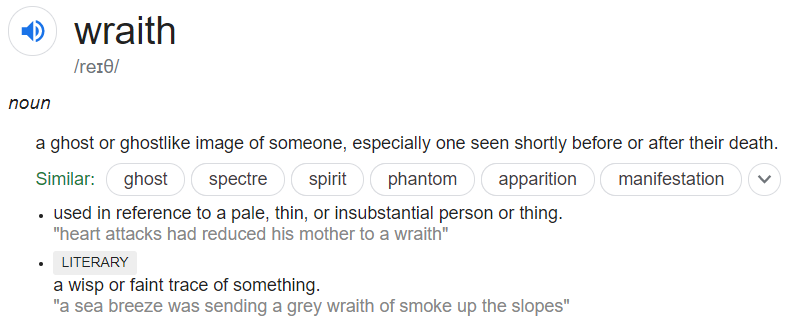 wraith
/reɪθ/
noun
a ghost or ghostlike image of someone, especially one seen shortly before or after their death.
Similar: ghost spectre spirit phantom apparition manifestation
• used in reference to a pale, thin, or insubstantial person or thing.
"heart attacks had reduced his mother to a wraith"
• LITERARY
a wisp or faint trace of something.
"a sea breeze was sending a grey wraith of smoke up the slopes"